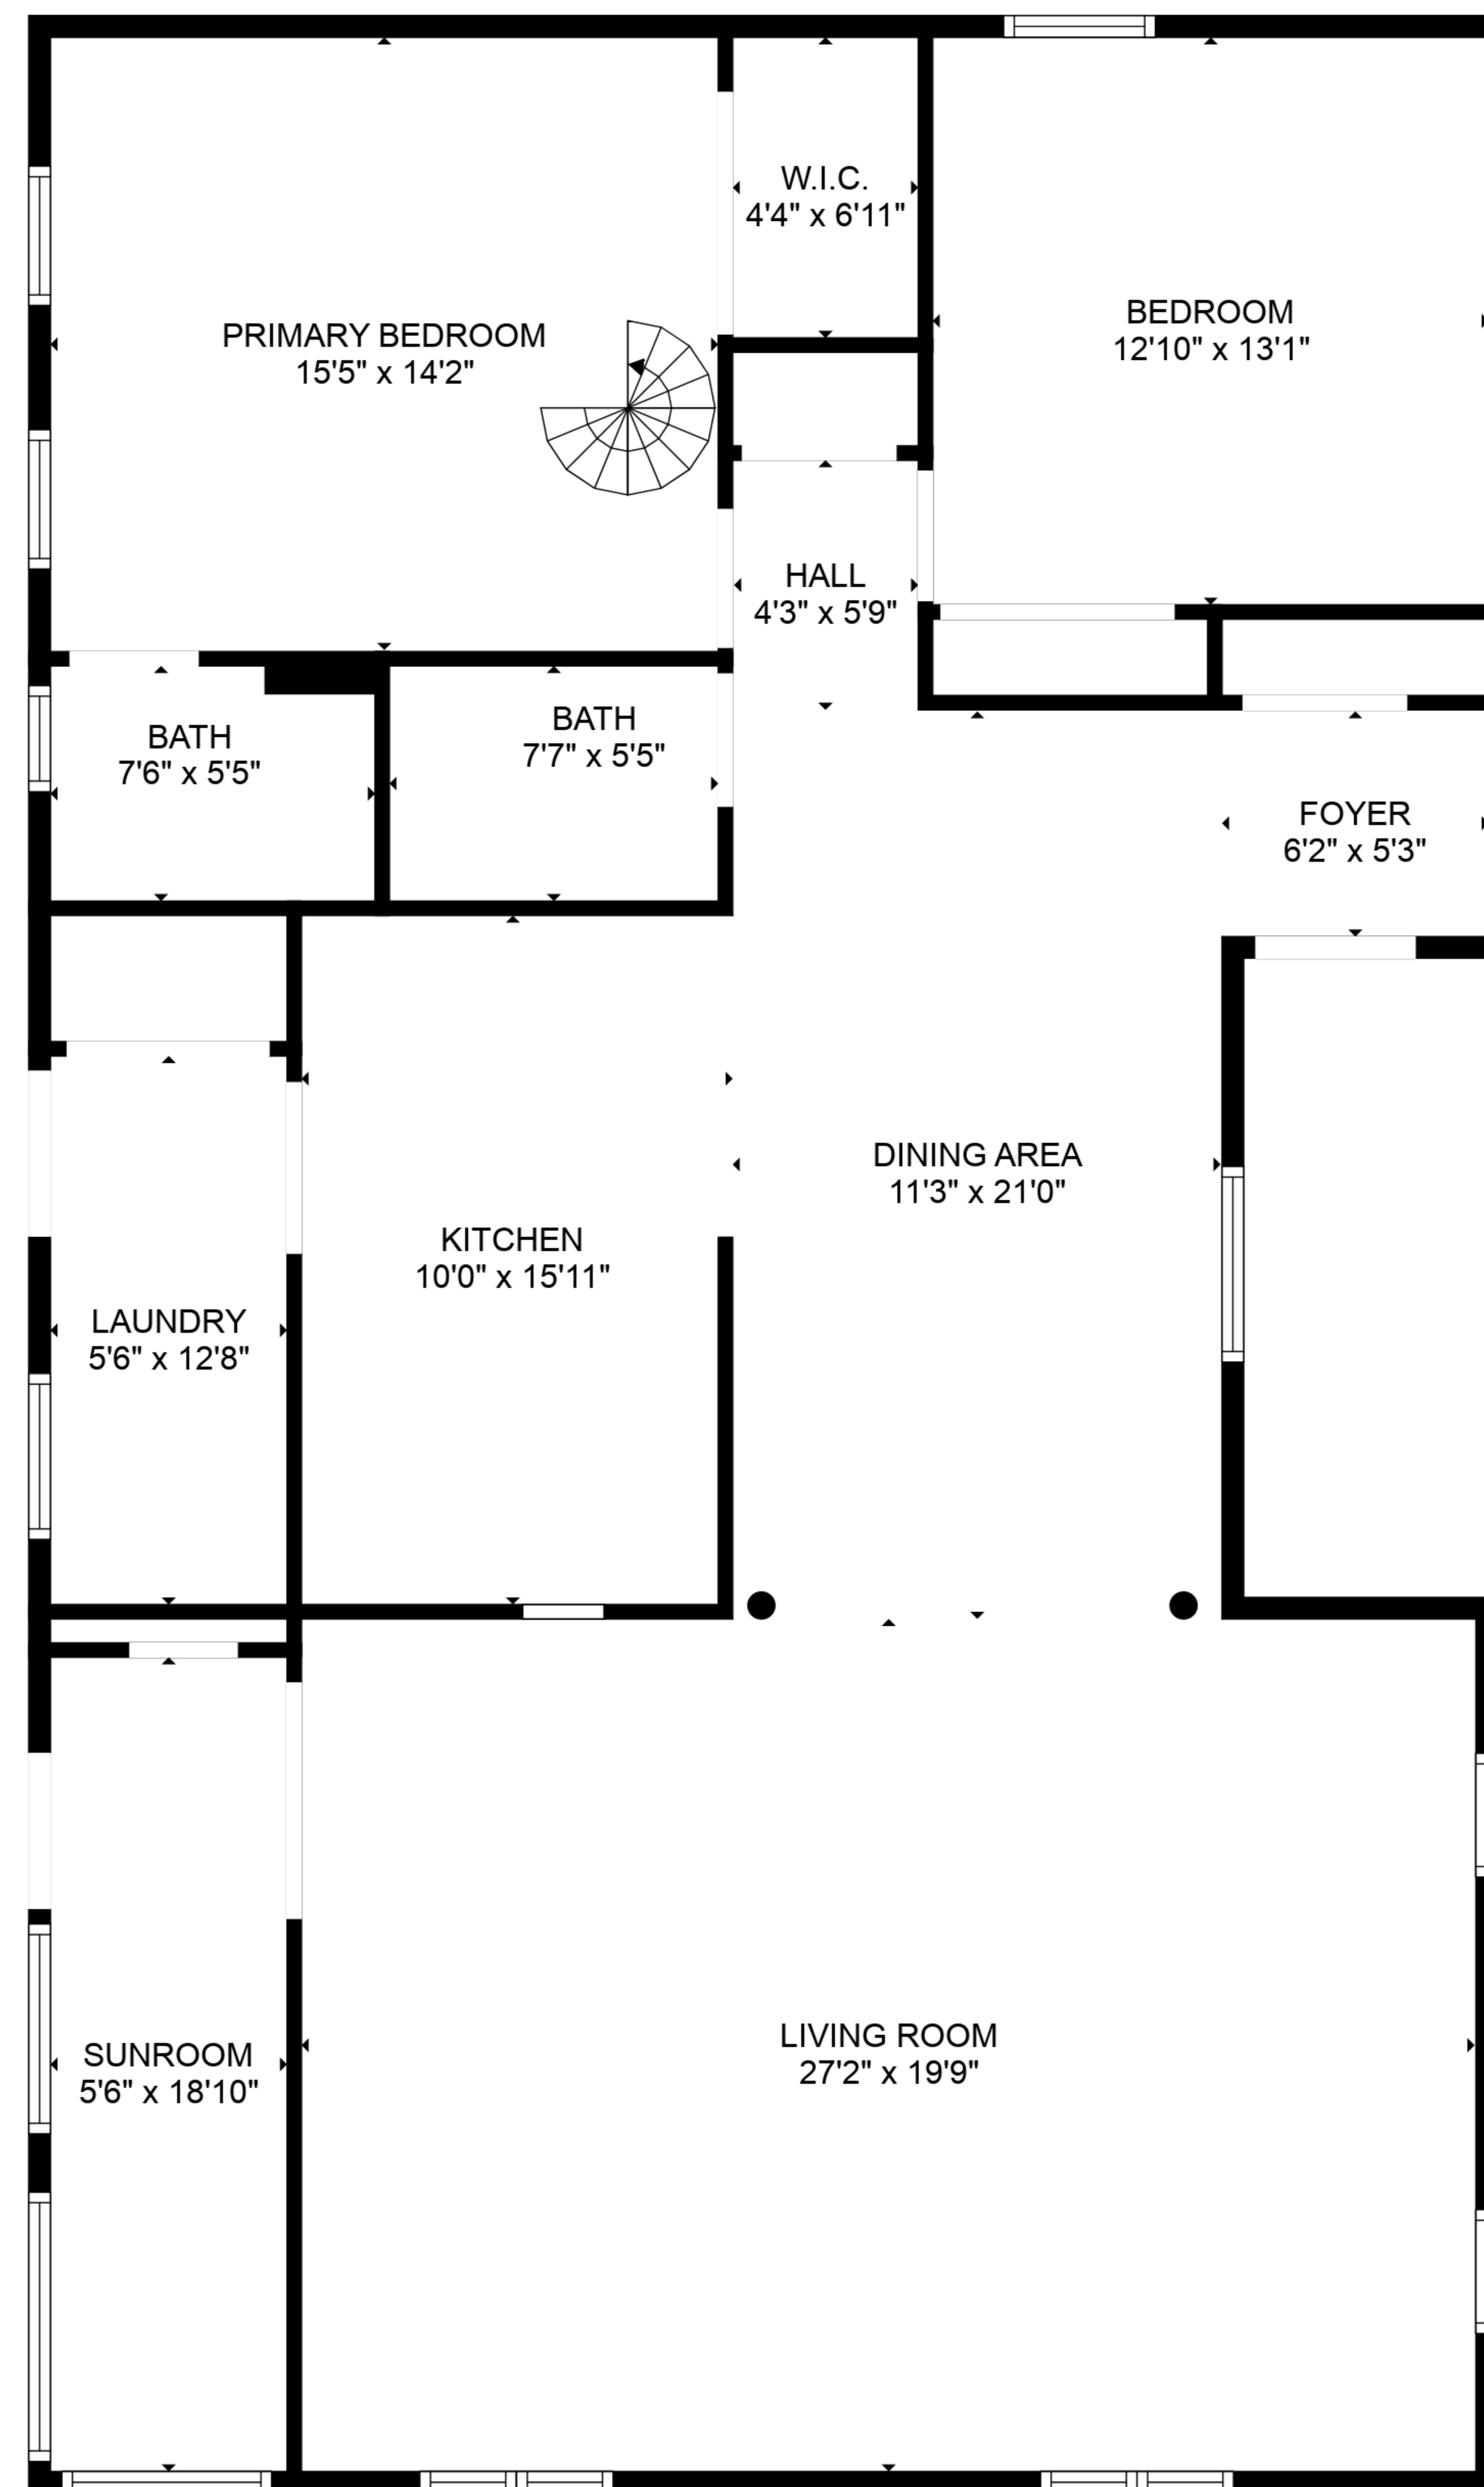 W.I.C.
4'4" x 6'11"
BEDROOM
12'10" x 13'1"
PRIMARY BEDROOM
15'5" x 14'2"
HALL
4'3" x 5'9"
BATH
7'6" x 5'5"
BATH
7'7" x 5'5"
FOYER
6'2" x 5'3"
DINING AREA
11'3" x 21'0"
KITCHEN
10'0" x 15'11"
LAUNDRY
5'6" x 12'8"
LIVING ROOM
27'2" x 19'9"
SUNROOM
5'6" x 18'10"